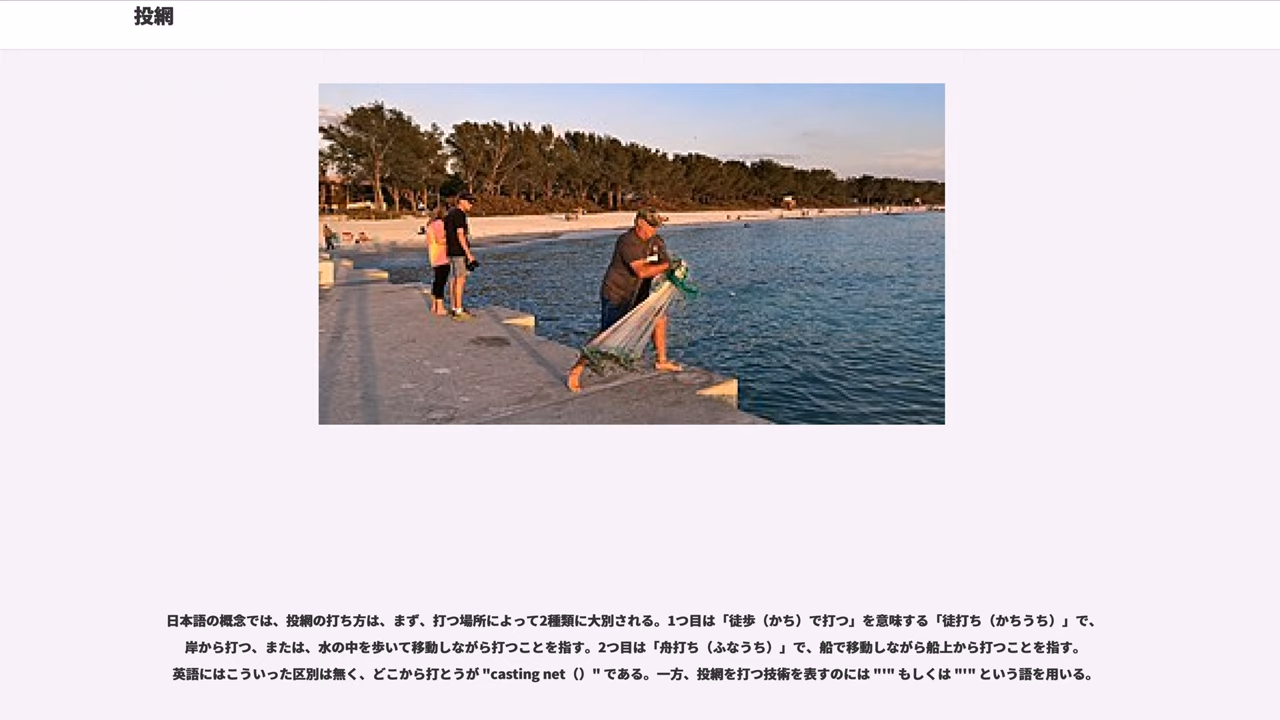 投網
日本語の概念では、投網の打ち方は、まず、打つ場所によって2種類に大別される。1つ目は「徒歩（かち）で打つ」を意味する「徒打ち（かちうち）」で、
岸から打つ、または、水の中を歩いて移動しながら打つことを指す。2つ目は「舟打ち（ふなうち）」で、船で移動しながら船上から打つことを指す。
英語にはこういった区別は無く、どこから打とうが "casting net（）" である。一方、投網を打つ技術を表すのには "'" もしくは "'" という語を用いる。